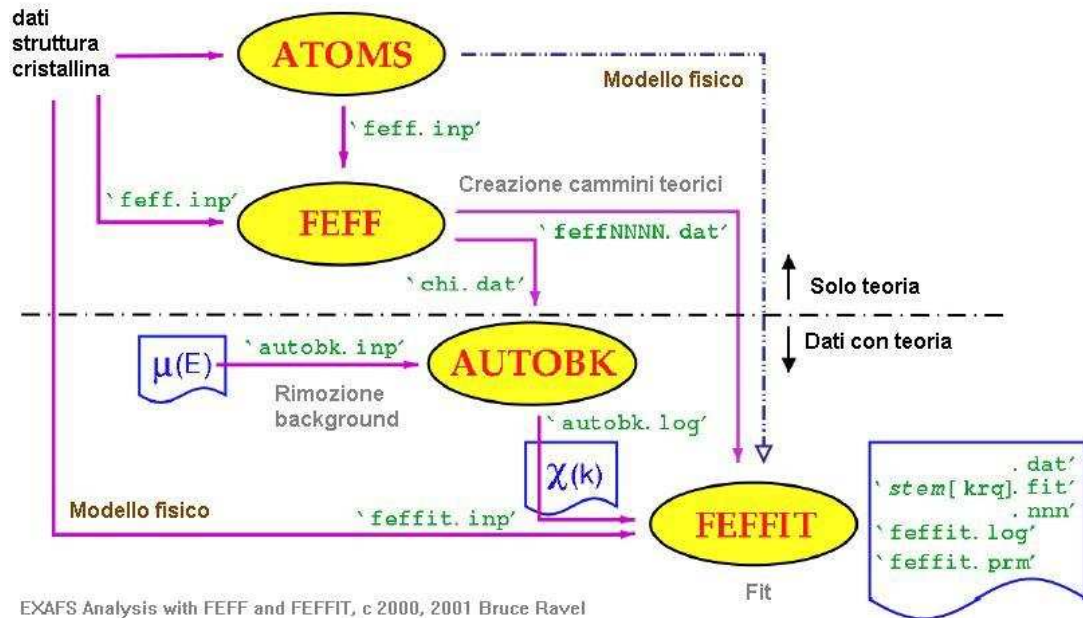 dati
struttura
cristallina
ATOMS
Modello fisico
`feff.inp'
Creazione cammini teorici
`feff.inp'
FEFF
`feffNNNN.dat'
`chi.dat'
Solo teoria
Dati con teoria
μ(E)
`autobk.inp'
AUTOBK
Rimozione
background
`autobk.log'
χ(k)
Modello fisico
`feffit.inp'
FEFFIT
Fit
.dat'
`stem[krq].fit'
.nnn'
`feffit.log'
`feffit.prm'
EXAFS Analysis with FEFF and FEFFIT, c 2000, 2001 Bruce Ravel